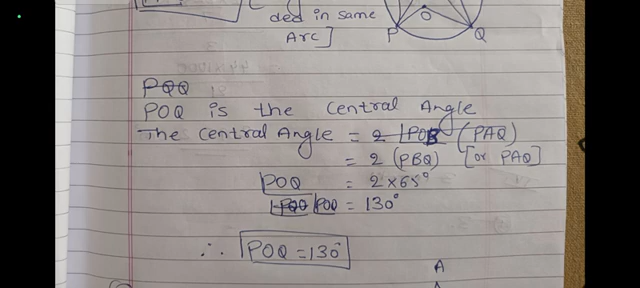 ded in same
Arc]
P O Q
PQQ
POQ is the central Angle
The central Angle = 2 POB (PAQ)
= 2 (PBQ) [or PAQ]
POQ = 2×65°
POQ POQ = 130°
∴ POQ = 130°
A